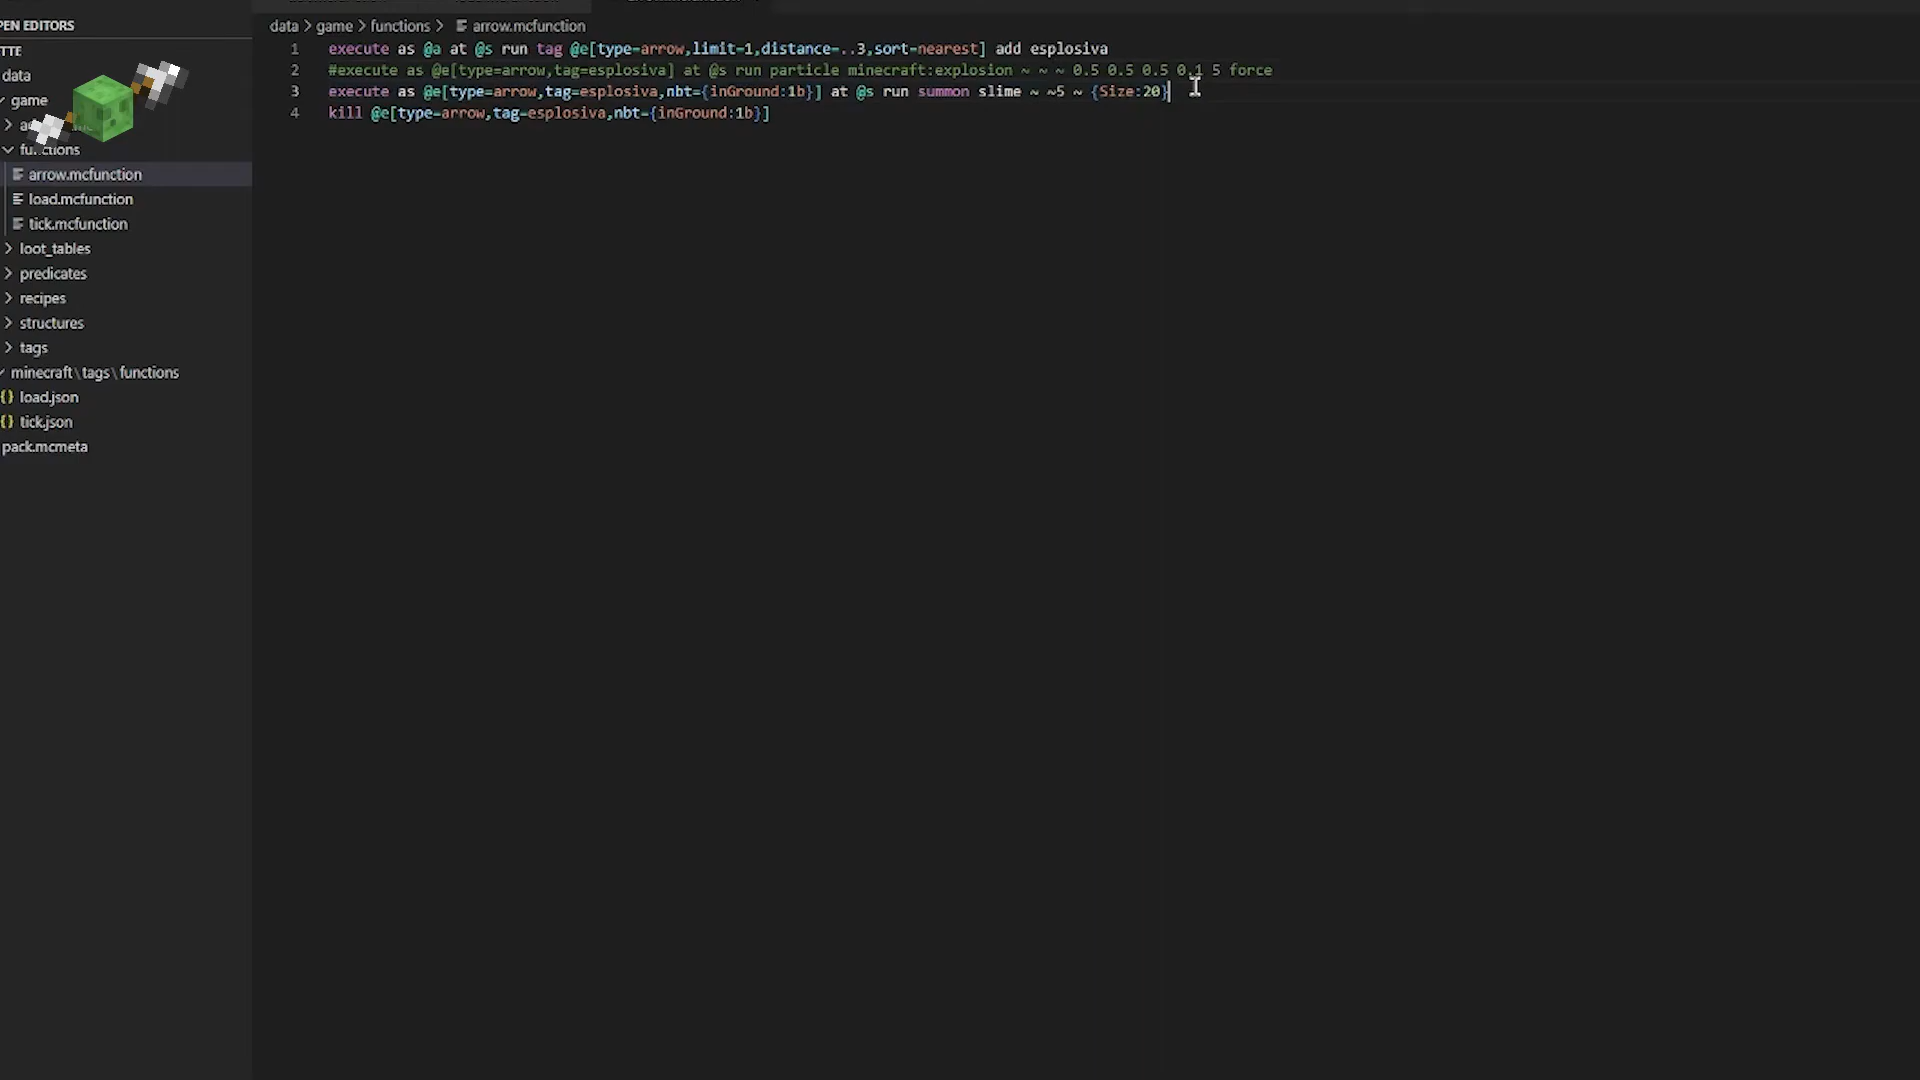 PEN EDITORS
TTE
data
game
functions
arrow.mcfunction
load.mcfunction
tick.mcfunction
loot_tables
predicates
recipes
structures
tags
minecraft\tags\functions
{} load.json
{} tick.json
pack.mcmeta
data > game > functions > arrow.mcfunction
1 execute as @a at @s run tag @e[type=arrow,limit=1,distance=..3,sort=nearest] add esplosiva
2 #execute as @e[type=arrow,tag=esplosiva] at @s run particle minecraft:explosion ~ ~ ~ 0.5 0.5 0.5 0.1 5 force
3 execute as @e[type=arrow,tag=esplosiva,nbt={inGround:1b}] at @s run summon slime ~ ~5 ~ {Size:20}
4 kill @e[type=arrow,tag=esplosiva,nbt={inGround:1b}]